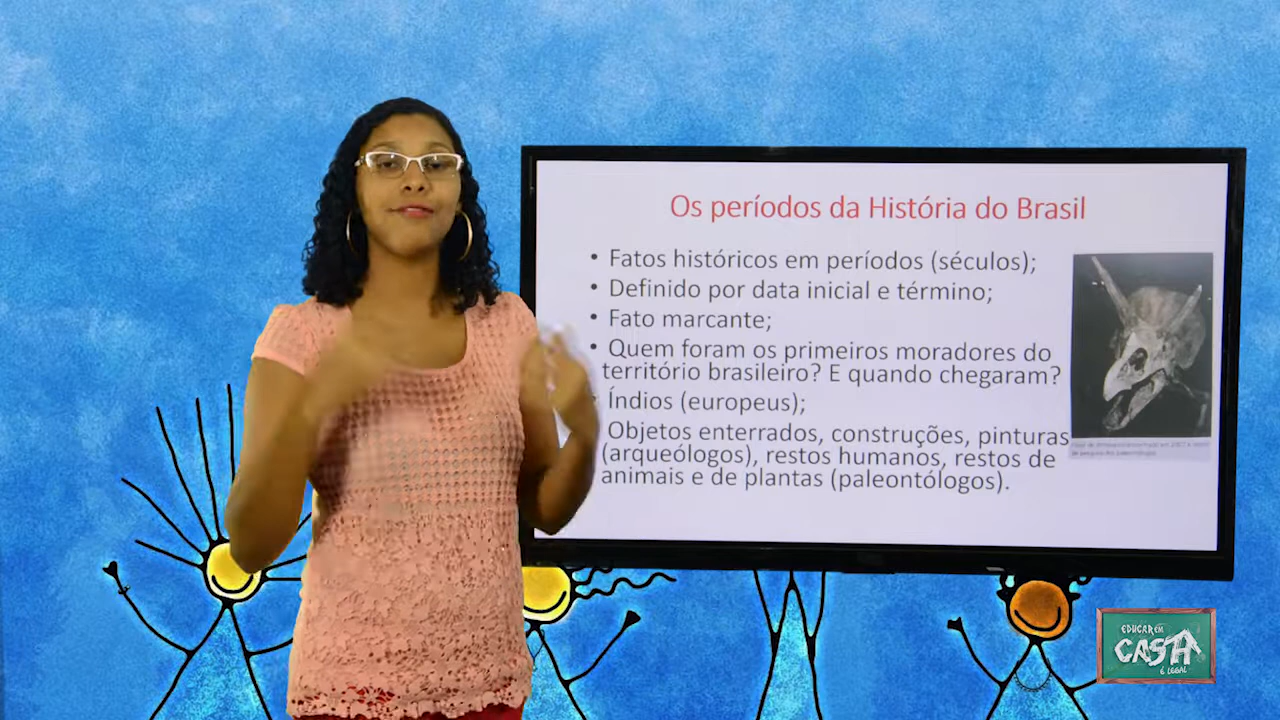 Os períodos da História do Brasil
• Fatos históricos em períodos (séculos);
• Definido por data inicial e término;
• Fato marcante;
• Quem foram os primeiros moradores do
território brasileiro? E quando chegaram?
Índios (europeus);
Objetos enterrados, construções, pinturas
(arqueólogos), restos humanos, restos de
animais e de plantas (paleontólogos).
EDUCAR EM
CASA
É LEGAL